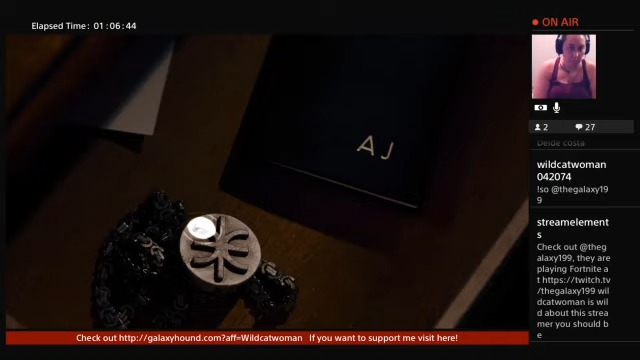 Elapsed Time: 01:06:44
ON AIR
2
27
Deide costa
wildcatwoman
042074
!so @thegalaxy19
9
streamelement
s
Check out @theg
alaxy199, they are
playing Fortnite a
t https://twitch.tv
/thegalaxy199 wil
dcatwoman is wil
d about this strea
mer you should b
e
AJ
Check out http://galaxyhound.com?aff=Wildcatwoman If you want to support me visit here!